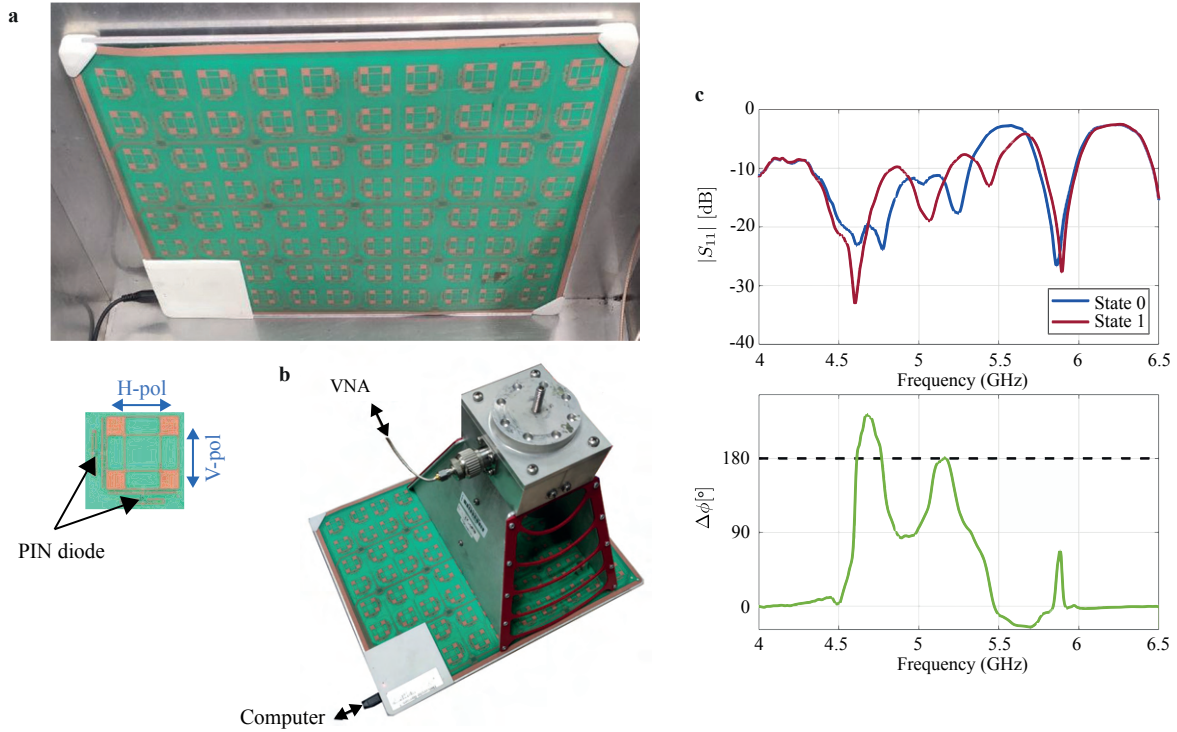 a
H-pol
V-pol
PIN diode
b
VNA
Computer
c
0
-10
-20
-30
-40
|S11| [dB]
State 0
State 1
4
4.5
5
5.5
6
6.5
Frequency (GHz)
180
90
0
Δϕ[°]
4
4.5
5
5.5
6
6.5
Frequency (GHz)